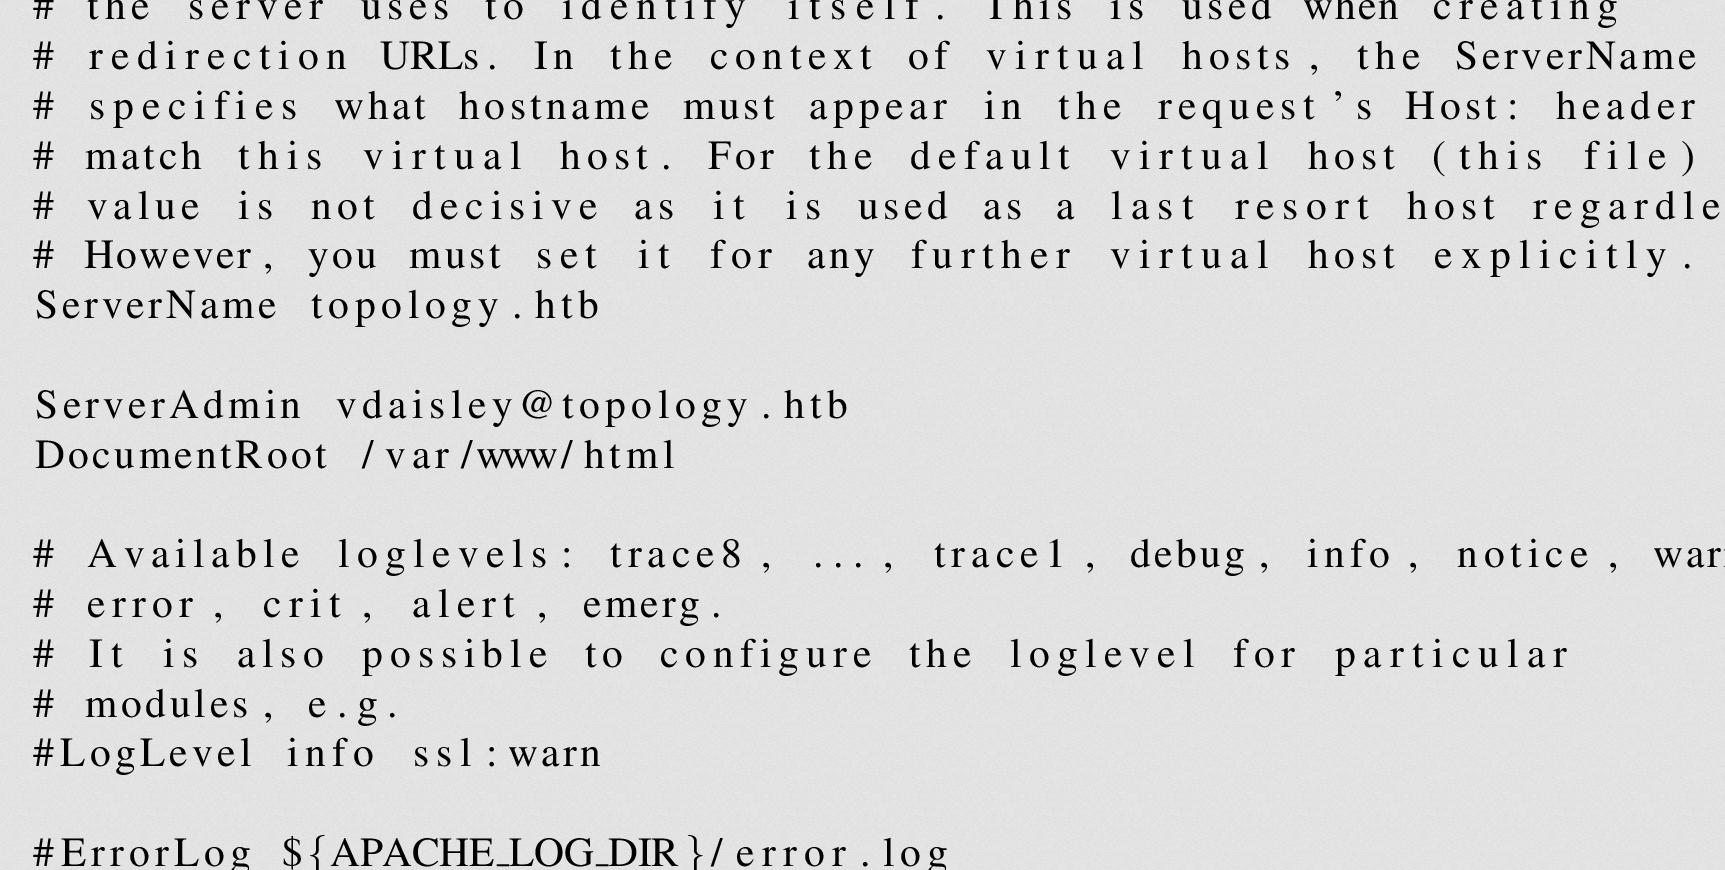 # the server uses to identify itself. This is used when creating
# redirection URLs. In the context of virtual hosts, the ServerName
# specifies what hostname must appear in the request's Host: header
# match this virtual host. For the default virtual host (this file)
# value is not decisive as it is used as a last resort host regardle
# However, you must set it for any further virtual host explicitly.
ServerName topology.htb
ServerAdmin vdaisley@topology.htb
DocumentRoot /var/www/html
# Available loglevels: trace8, ..., trace1, debug, info, notice, warn
# error, crit, alert, emerg.
# It is also possible to configure the loglevel for particular
# modules, e.g.
#LogLevel info ssl:warn
#ErrorLog ${APACHE_LOG_DIR}/error.log